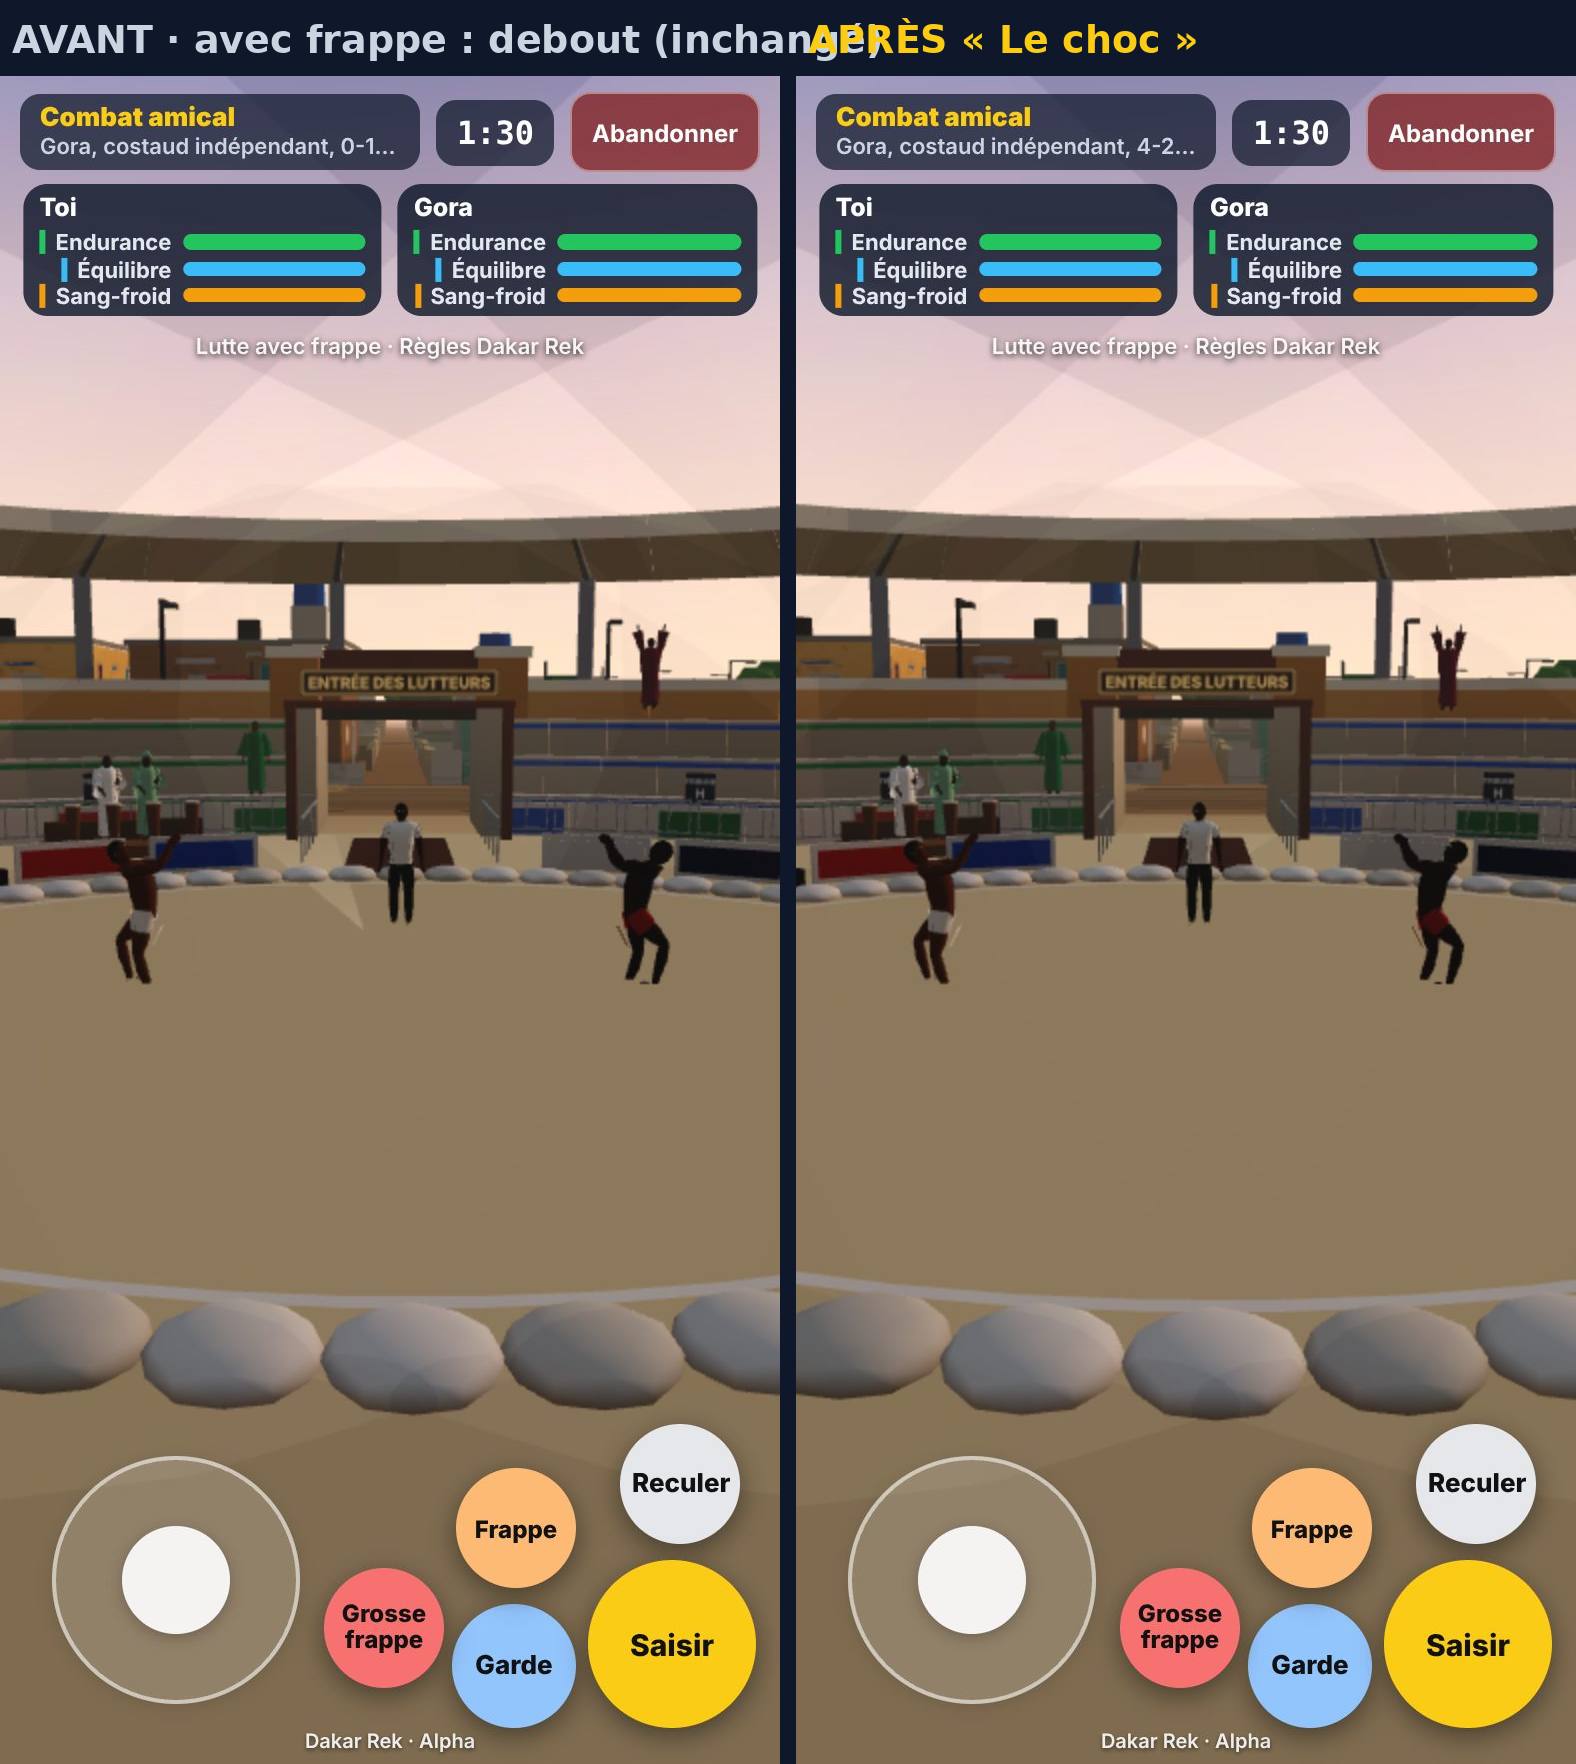 AVANT · avec frappe : debout (inchangé)
APRÈS « Le choc »
Combat amical
Gora, costaud indépendant, 0-1...
1:30
Abandonner
Toi
Endurance
Équilibre
Sang-froid
Gora
Endurance
Équilibre
Sang-froid
Lutte avec frappe · Règles Dakar Rek
ENTRÉE DES LUTTEURS
H
Reculer
Frappe
Grosse
frappe
Garde
Saisir
Dakar Rek · Alpha
Combat amical
Gora, costaud indépendant, 4-2...
1:30
Abandonner
Toi
Endurance
Équilibre
Sang-froid
Gora
Endurance
Équilibre
Sang-froid
Lutte avec frappe · Règles Dakar Rek
ENTRÉE DES LUTTEURS
H
Reculer
Frappe
Grosse
frappe
Garde
Saisir
Dakar Rek · Alpha